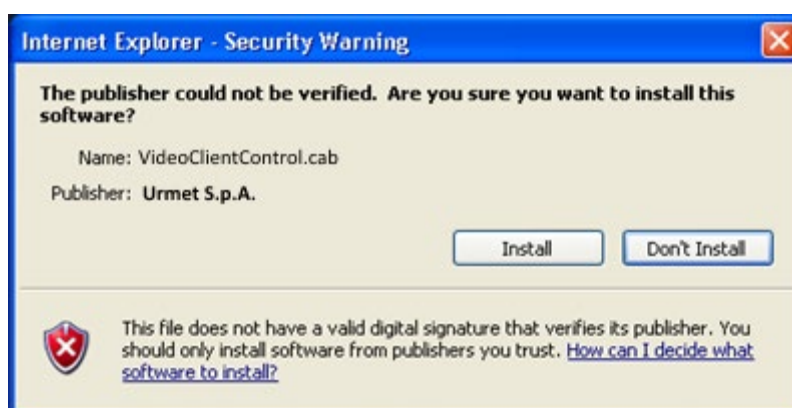 Internet Explorer - Security Warning
The publisher could not be verified. Are you sure you want to install this
software?
Name: VideoClientControl.cab
Publisher: Urmet S.p.A.
Install Don't Install
This file does not have a valid digital signature that verifies its publisher. You
should only install software from publishers you trust. How can I decide what
software to install?